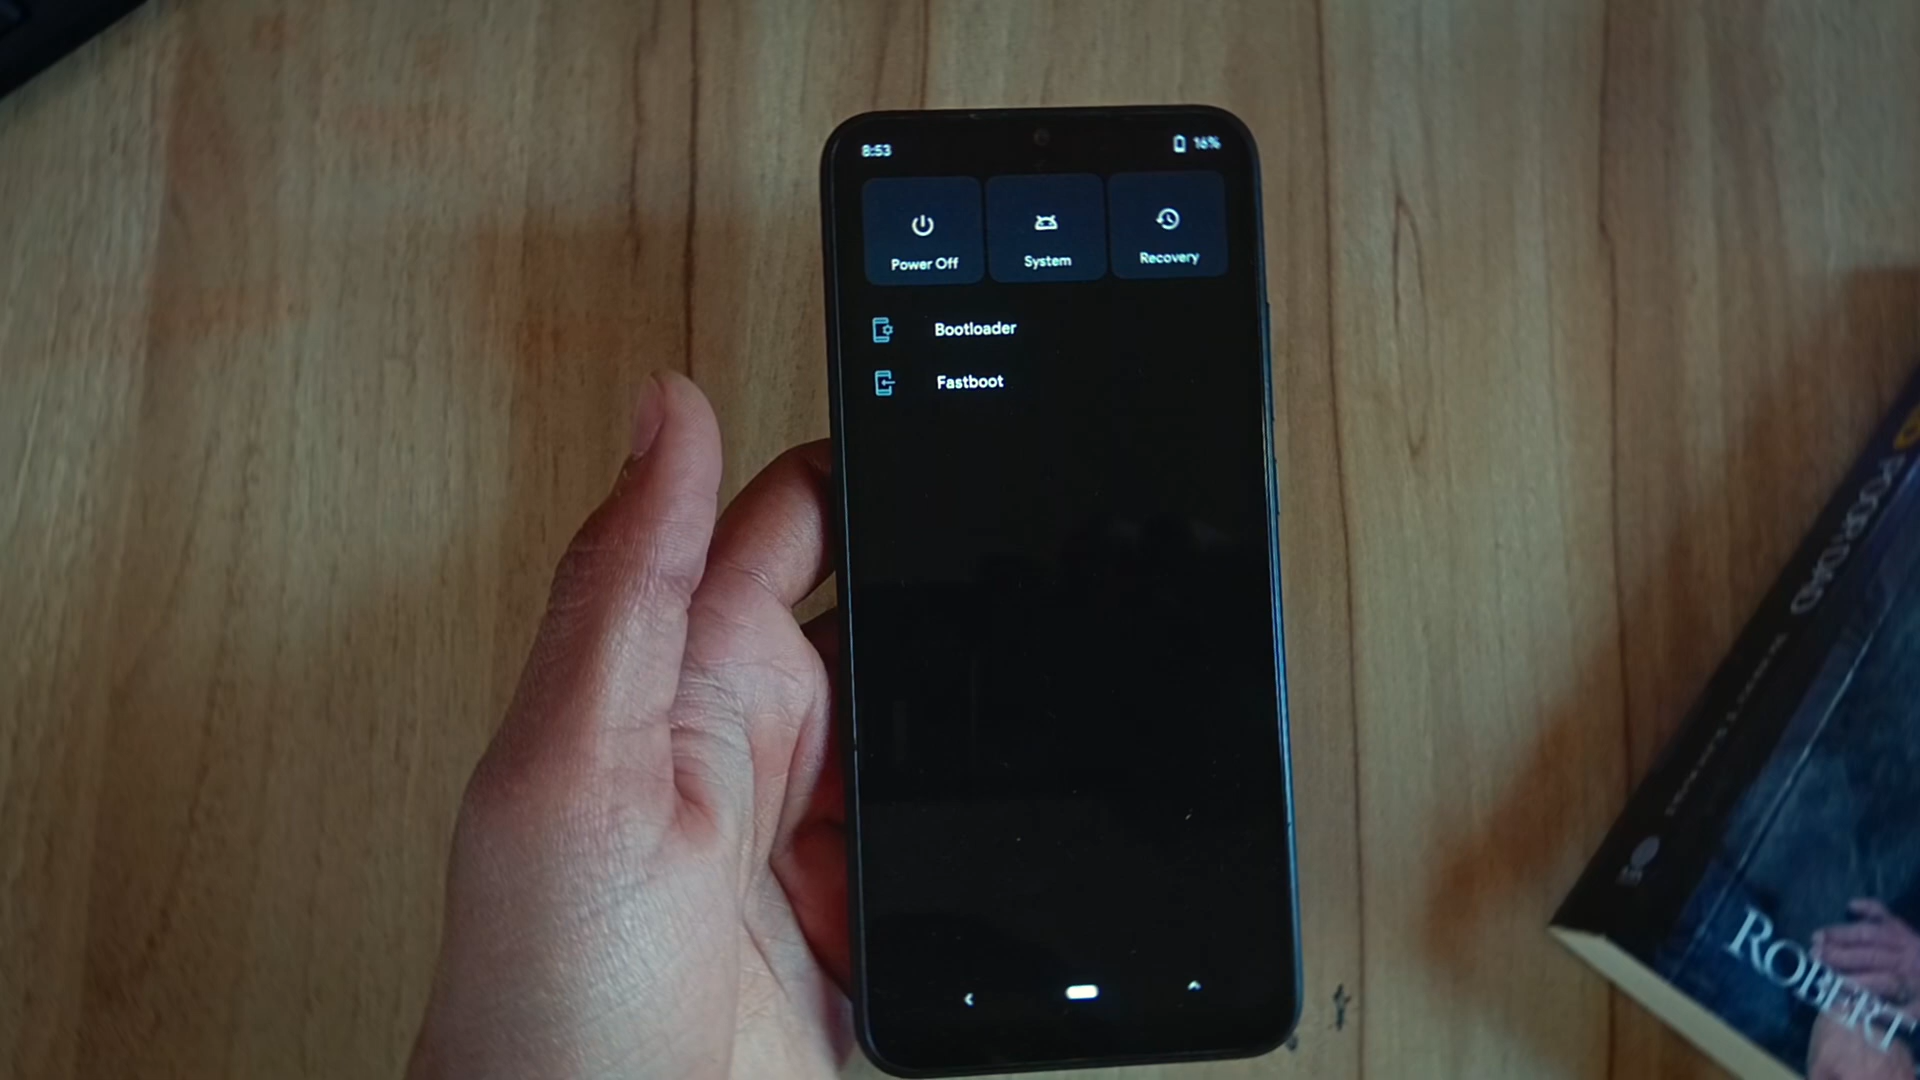 8:53
16%
Power Off
System
Recovery
Bootloader
Fastboot
ROBERT